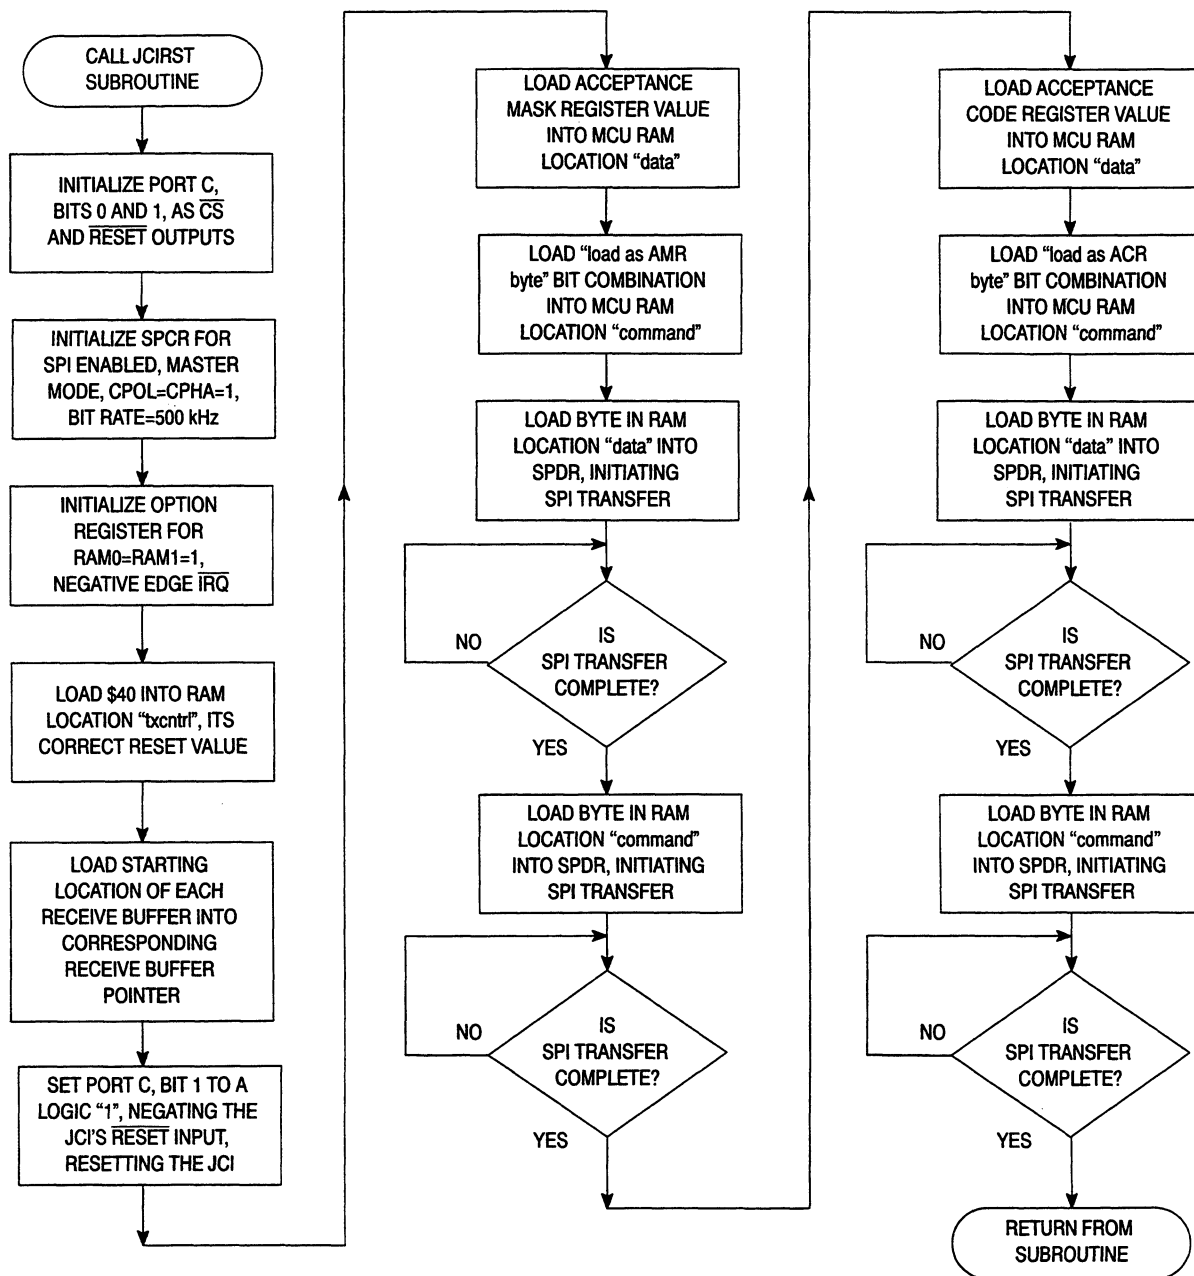 CALL JCIRST
SUBROUTINE
INITIALIZE PORT C,
BITS 0 AND 1, AS CS
AND RESET OUTPUTS
INITIALIZE SPCR FOR
SPI ENABLED, MASTER
MODE, CPOL=CPHA=1,
BIT RATE=500 kHz
INITIALIZE OPTION
REGISTER FOR
RAM0=RAM1=1,
NEGATIVE EDGE IRQ
LOAD $40 INTO RAM
LOCATION “txcntrl”, ITS
CORRECT RESET VALUE
LOAD STARTING
LOCATION OF EACH
RECEIVE BUFFER INTO
CORRESPONDING
RECEIVE BUFFER
POINTER
SET PORT C, BIT 1 TO A
LOGIC “1”, NEGATING THE
JCI'S RESET INPUT,
RESETTING THE JCI
LOAD ACCEPTANCE
MASK REGISTER VALUE
INTO MCU RAM
LOCATION “data”
LOAD “load as AMR
byte” BIT COMBINATION
INTO MCU RAM
LOCATION “command”
LOAD BYTE IN RAM
LOCATION “data” INTO
SPDR, INITIATING
SPI TRANSFER
NO
IS
SPI TRANSFER
COMPLETE?
YES
LOAD BYTE IN RAM
LOCATION “command”
INTO SPDR, INITIATING
SPI TRANSFER
NO
IS
SPI TRANSFER
COMPLETE?
YES
LOAD ACCEPTANCE
CODE REGISTER VALUE
INTO MCU RAM
LOCATION “data”
LOAD “load as ACR
byte” BIT COMBINATION
INTO MCU RAM
LOCATION “command”
LOAD BYTE IN RAM
LOCATION “data” INTO
SPDR, INITIATING
SPI TRANSFER
NO
IS
SPI TRANSFER
COMPLETE?
YES
LOAD BYTE IN RAM
LOCATION “command”
INTO SPDR, INITIATING
SPI TRANSFER
NO
IS
SPI TRANSFER
COMPLETE?
YES
RETURN FROM
SUBROUTINE